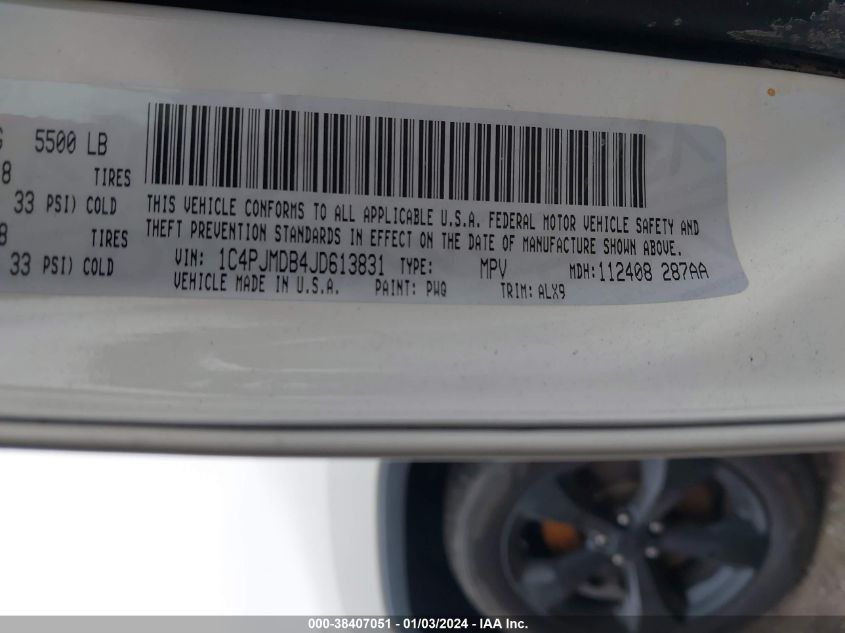 5500 LB
8 TIRES
33 PSI) COLD
8 TIRES
33 PSI) COLD
THIS VEHICLE CONFORMS TO ALL APPLICABLE U.S.A. FEDERAL MOTOR VEHICLE SAFETY AND
THEFT PREVENTION STANDARDS IN EFFECT ON THE DATE OF MANUFACTURE SHOWN ABOVE.
VIN: 1C4PJMDB4JD613831 TYPE: MPV MDH:112408 287AA
VEHICLE MADE IN U.S.A. PAINT: PWQ TRIM: ALX9
000-38407051 - 01/03/2024 - IAA Inc.